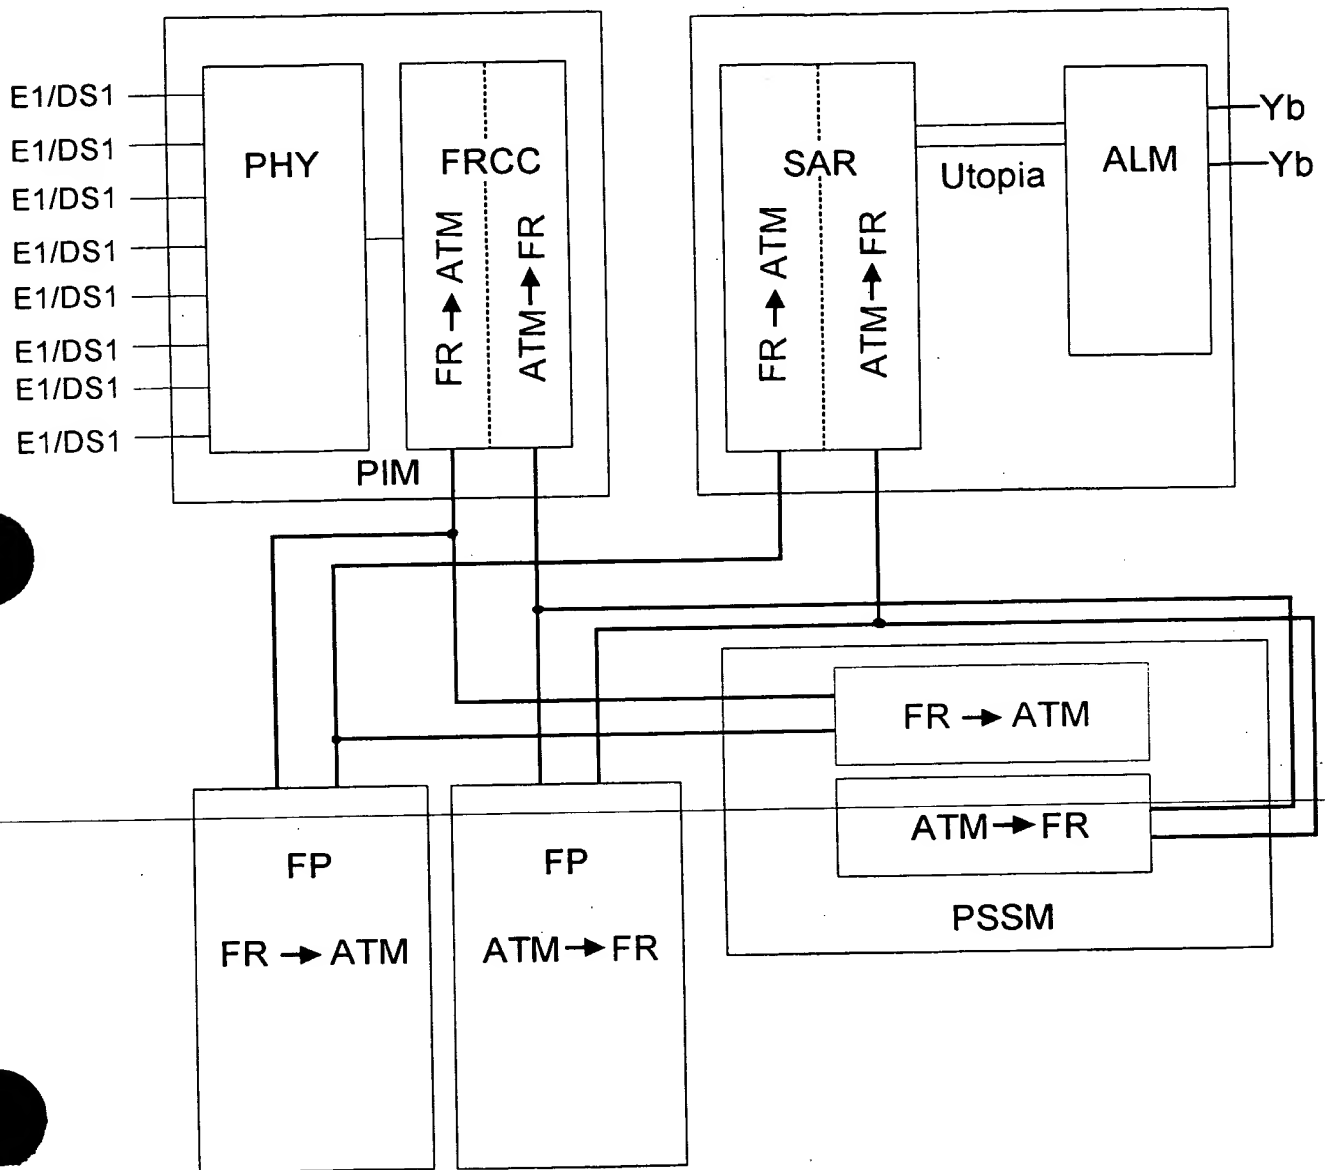 E1/DS1
E1/DS1
E1/DS1
E1/DS1
E1/DS1
E1/DS1
E1/DS1
E1/DS1
PHY
FRCC
FR → ATM
ATM → FR
PIM
SAR
FR → ATM
ATM → FR
Utopia
ALM
Yb
Yb
FR → ATM
ATM → FR
PSSM
FP
FR → ATM
FP
ATM → FR